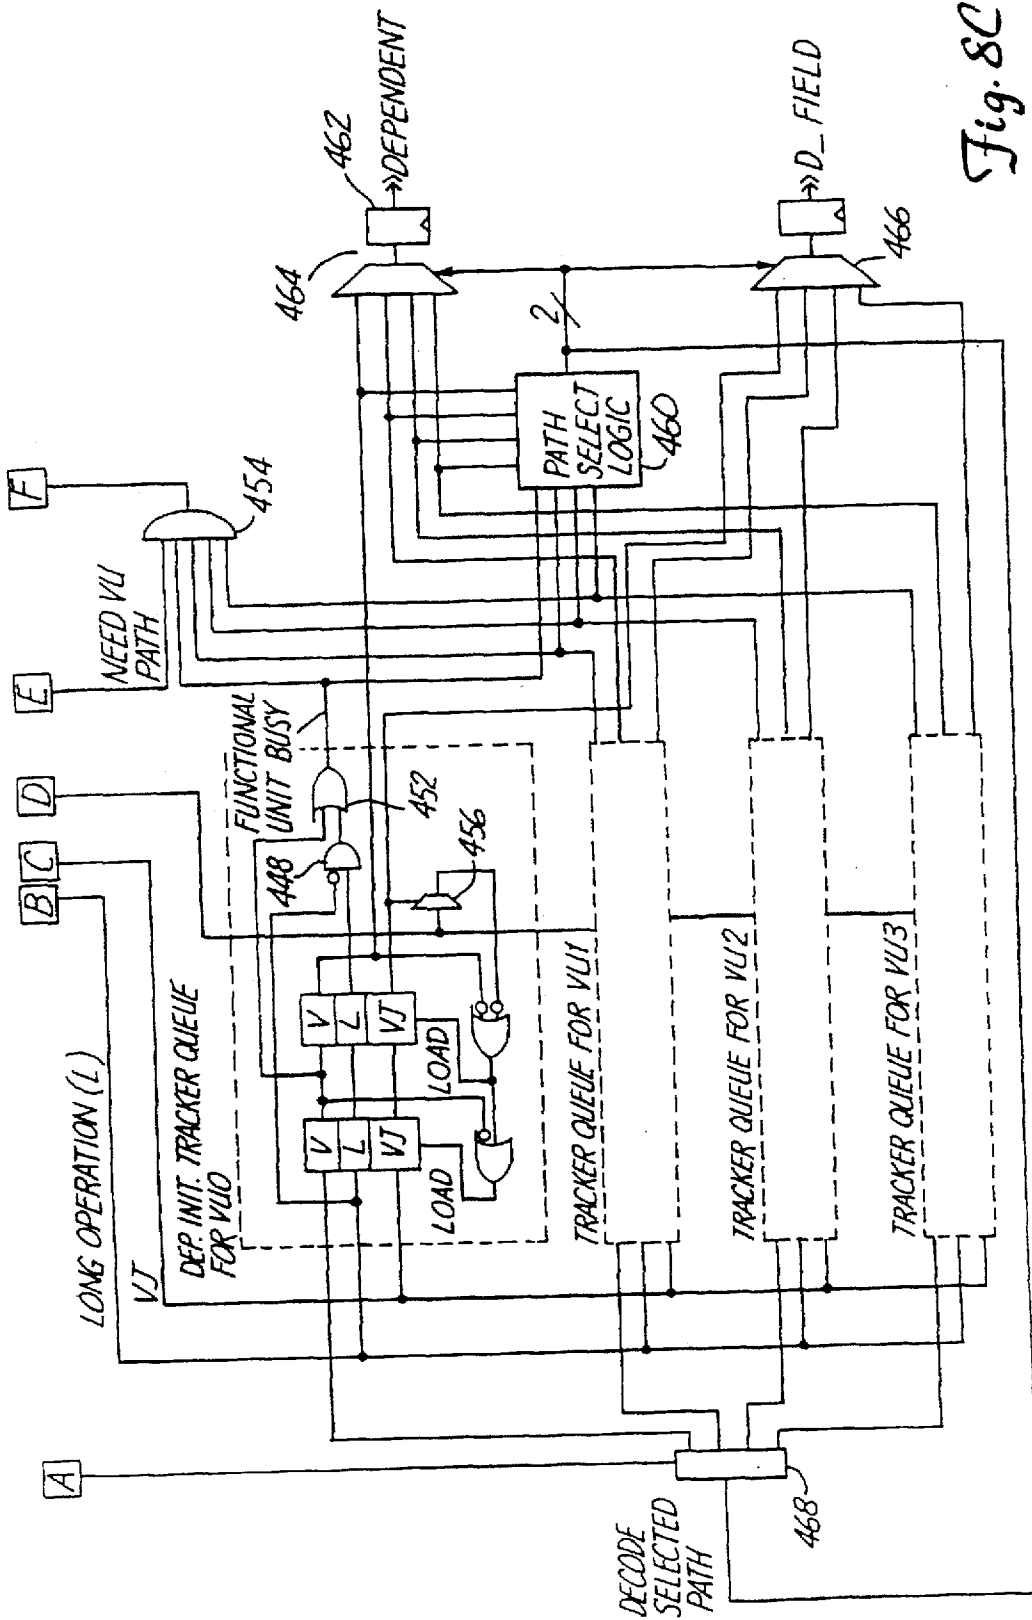 A
B
C
D
E
F
LONG OPERATION (L)
VJ
DEP. INIT. TRACKER QUEUE
FOR VU0
FUNCTIONAL
UNIT BUSY
NEED VU
PATH
454
448
452
456
V
L
VJ
LOAD
V
L
VJ
LOAD
464
462
DEPENDENT
2
PATH
SELECT
LOGIC
460
466
D_FIELD
TRACKER QUEUE FOR VU1
TRACKER QUEUE FOR VU2
TRACKER QUEUE FOR VU3
DECODE
SELECTED
PATH
468
Fig. 8C